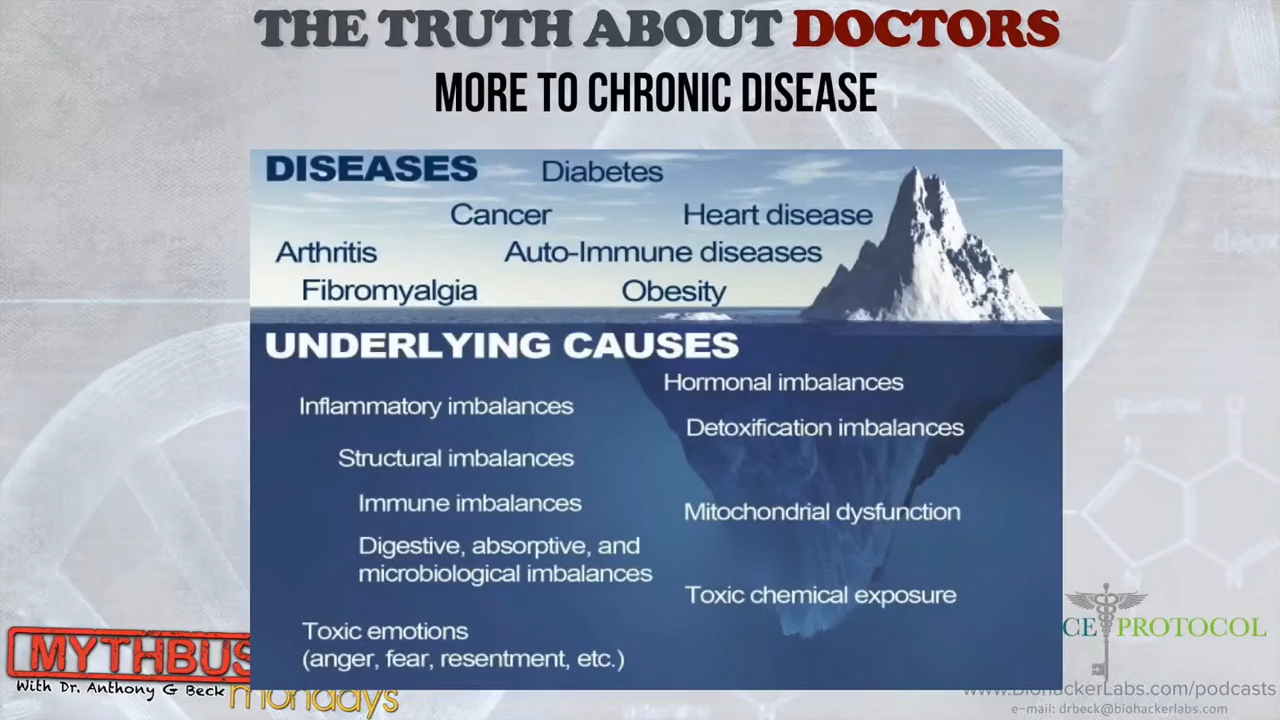 THE TRUTH ABOUT DOCTORS
MORE TO CHRONIC DISEASE
DISEASES
Diabetes
Cancer
Heart disease
Arthritis
Auto-Immune diseases
Fibromyalgia
Obesity
UNDERLYING CAUSES
Hormonal imbalances
Inflammatory imbalances
Detoxification imbalances
Structural imbalances
Immune imbalances
Mitochondrial dysfunction
Digestive, absorptive, and
microbiological imbalances
Toxic chemical exposure
Toxic emotions
(anger, fear, resentment, etc.)
MYTHBUS
With Dr. Anthony G Beck
mondays
CE PROTOCOL
www.BiohackerLabs.com/podcasts
e-mail: drbeck@biohackerlabs.com
guanine
O
N
N